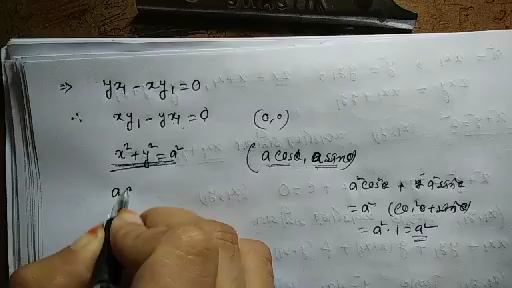 ⇒ yx₁ - xy₁ = 0
∴ xy₁ - yx₁ = 0 (0,0)
x² + y² = a² (a cosθ, a sinθ)
a²cos²θ + a²sin²θ
= a² (cos²θ + sin²θ)
= a² · 1 = a²
a